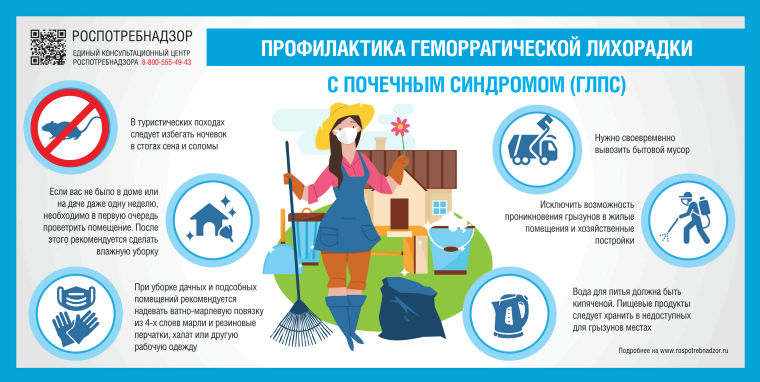 РОСПОТРЕБНАДЗОР
ЕДИНЫЙ КОНСУЛЬТАЦИОННЫЙ ЦЕНТР
РОСПОТРЕБНАДЗОРА 8-800-555-49-43
ПРОФИЛАКТИКА ГЕМОРРАГИЧЕСКОЙ ЛИХОРАДКИ
С ПОЧЕЧНЫМ СИНДРОМОМ (ГЛПС)
В туристических походах
следует избегать ночевок
в стогах сена и соломы
Если вас не было в доме или
на даче даже одну неделю,
необходимо в первую очередь
проветрить помещение. После
этого рекомендуется сделать
влажную уборку
При уборке дачных и подсобных
помещений рекомендуется
надевать ватно-марлевую повязку
из 4-х слоев марли и резиновые
перчатки, халат или другую
рабочую одежду
Нужно своевременно
вывозить бытовой мусор
Исключить возможность
проникновения грызунов в жилые
помещения и хозяйственные
постройки
Вода для питья должна быть
кипяченой. Пищевые продукты
следует хранить в недоступных
для грызунов местах
Подробнее на www.rospotrebnadzor.ru